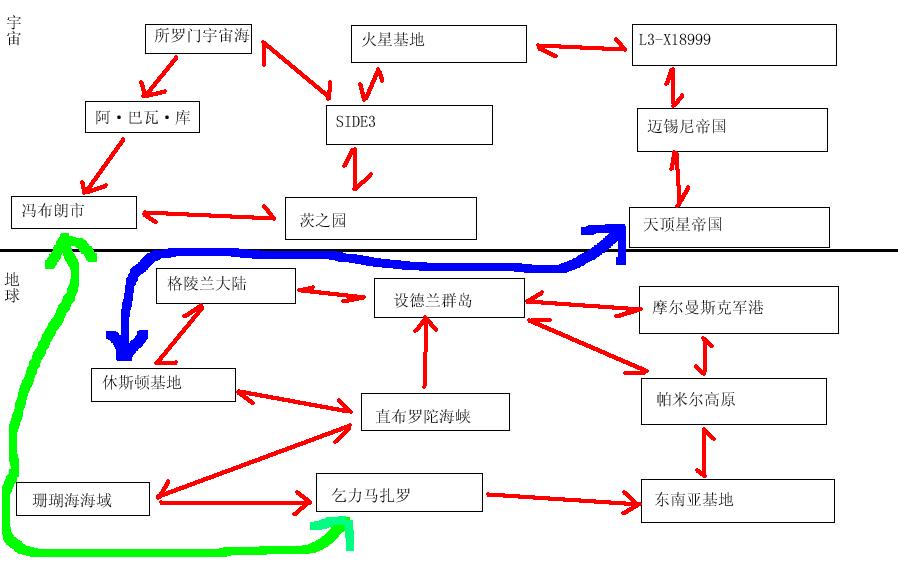 宇宙
所罗门宇宙海
火星基地
L3-X18999
阿·巴瓦·库
SIDE3
迈锡尼帝国
冯布朗市
茨之园
天顶星帝国
地球
格陵兰大陆
设德兰群岛
摩尔曼斯克军港
休斯顿基地
直布罗陀海峡
帕米尔高原
珊瑚海海域
乞力马扎罗
东南亚基地